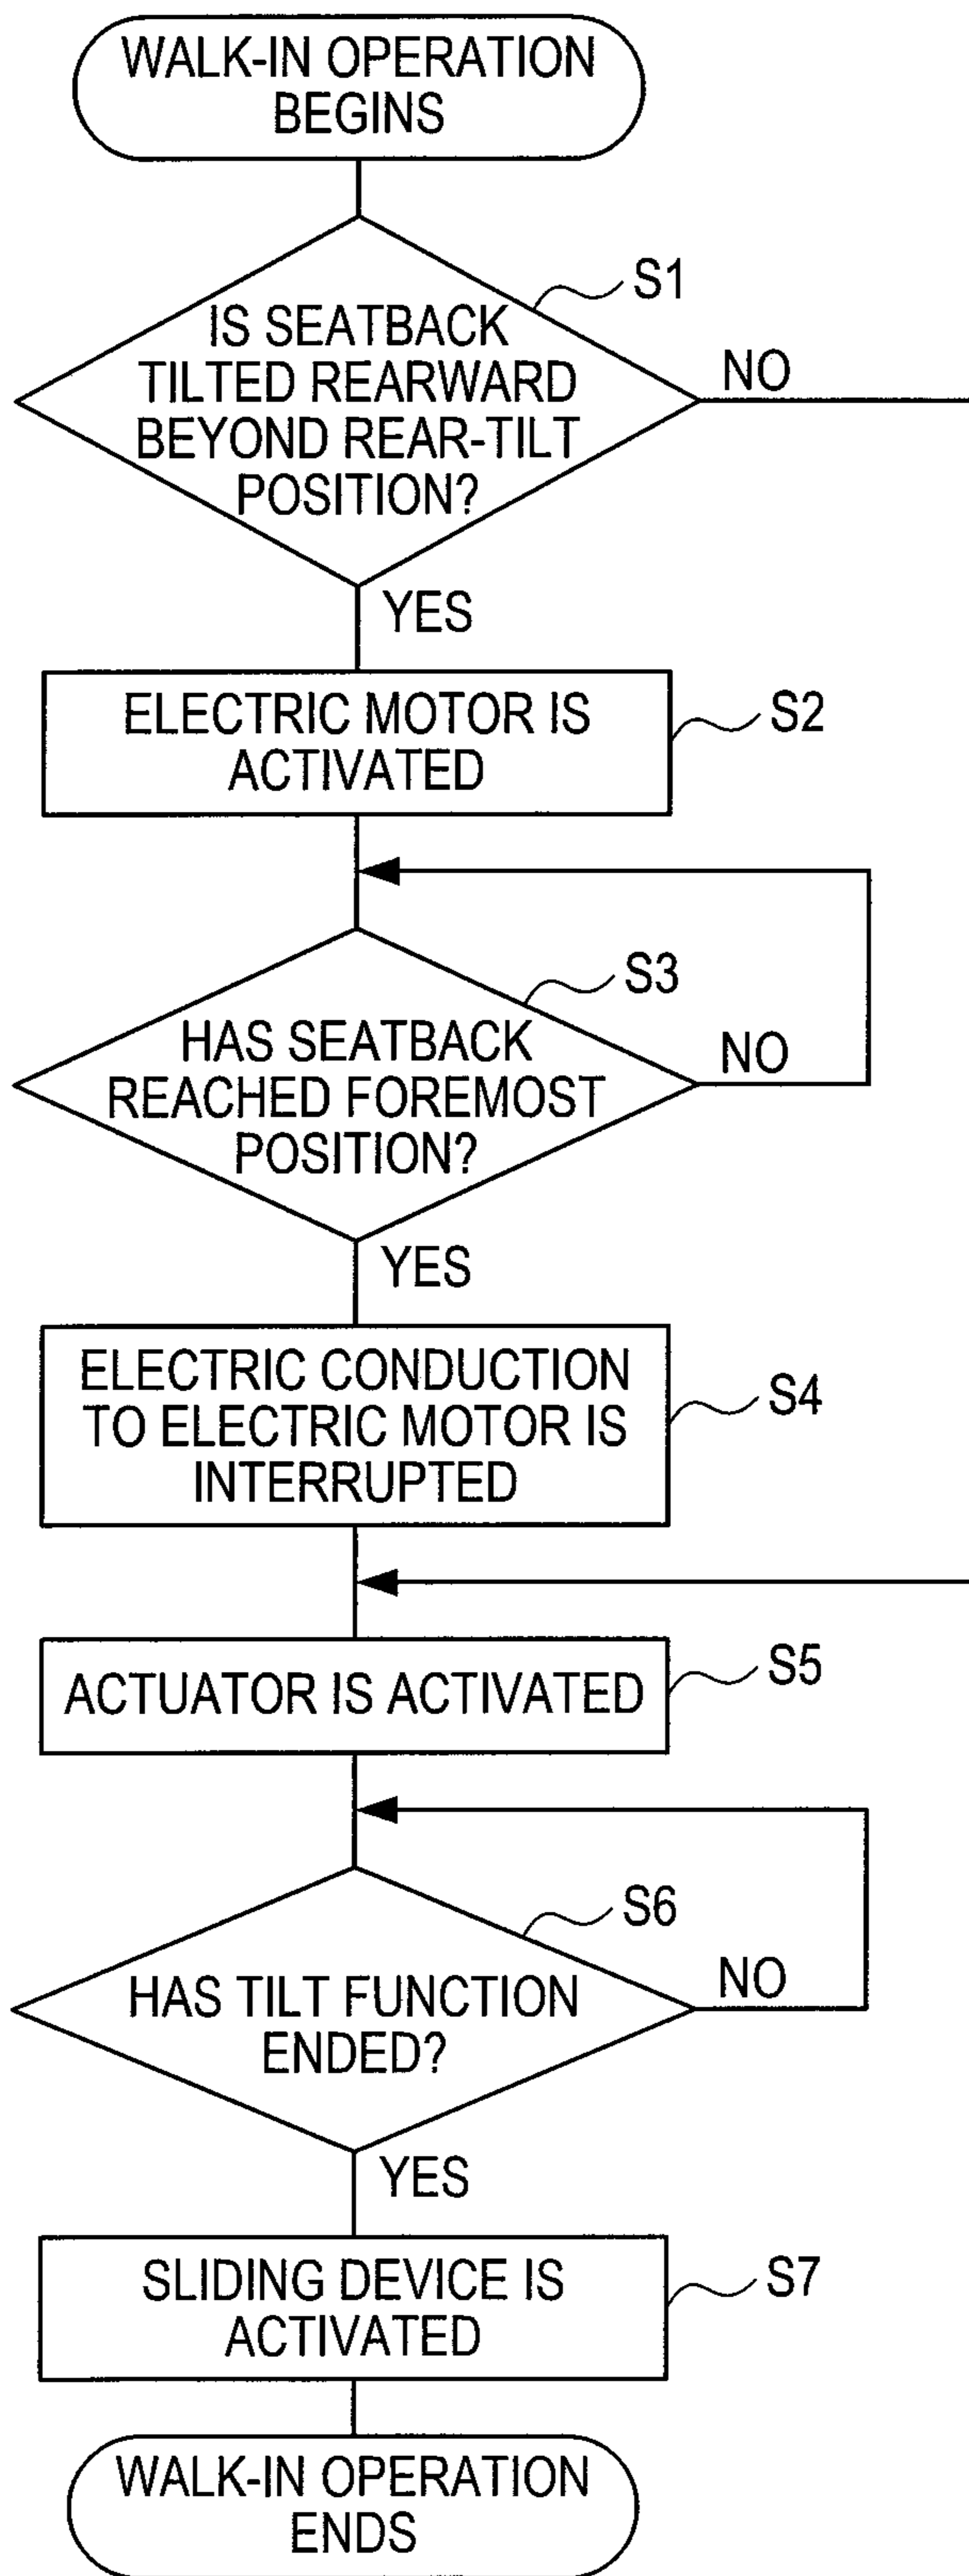 WALK-IN OPERATION
BEGINS
S1
IS SEATBACK
TILTED REARWARD
BEYOND REAR-TILT
POSITION?
NO
YES
ELECTRIC MOTOR IS
ACTIVATED
S2
S3
HAS SEATBACK
REACHED FOREMOST
POSITION?
NO
YES
ELECTRIC CONDUCTION
TO ELECTRIC MOTOR IS
INTERRUPTED
S4
ACTUATOR IS ACTIVATED
S5
S6
HAS TILT FUNCTION
ENDED?
NO
YES
SLIDING DEVICE IS
ACTIVATED
S7
WALK-IN OPERATION
ENDS